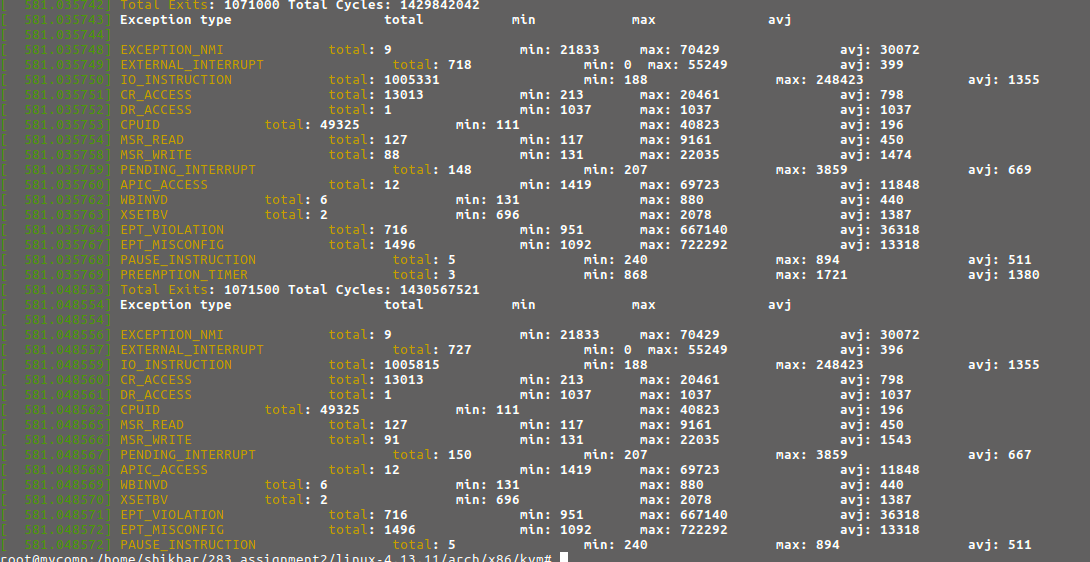 [ 581.035742] Total Exits: 1071000 Total Cycles: 1429842042
[ 581.035743] Exception type total min max avj
[ 581.035744]
[ 581.035748] EXCEPTION_NMI total: 9 min: 21833 max: 70429 avj: 30072
[ 581.035749] EXTERNAL_INTERRUPT total: 718 min: 0 max: 55249 avj: 399
[ 581.035750] IO_INSTRUCTION total: 1005331 min: 188 max: 248423 avj: 1355
[ 581.035751] CR_ACCESS total: 13013 min: 213 max: 20461 avj: 798
[ 581.035752] DR_ACCESS total: 1 min: 1037 max: 1037 avj: 1037
[ 581.035753] CPUID total: 49325 min: 111 max: 40823 avj: 196
[ 581.035754] MSR_READ total: 127 min: 117 max: 9161 avj: 450
[ 581.035758] MSR_WRITE total: 88 min: 131 max: 22035 avj: 1474
[ 581.035759] PENDING_INTERRUPT total: 148 min: 207 max: 3859 avj: 669
[ 581.035760] APIC_ACCESS total: 12 min: 1419 max: 69723 avj: 11848
[ 581.035762] WBINVD total: 6 min: 131 max: 880 avj: 440
[ 581.035763] XSETBV total: 2 min: 696 max: 2078 avj: 1387
[ 581.035764] EPT_VIOLATION total: 716 min: 951 max: 667140 avj: 36318
[ 581.035767] EPT_MISCONFIG total: 1496 min: 1092 max: 722292 avj: 13318
[ 581.035768] PAUSE_INSTRUCTION total: 5 min: 240 max: 894 avj: 511
[ 581.035769] PREEMPTION_TIMER total: 3 min: 868 max: 1721 avj: 1380
[ 581.048553] Total Exits: 1071500 Total Cycles: 1430567521
[ 581.048554] Exception type total min max avj
[ 581.048554]
[ 581.048556] EXCEPTION_NMI total: 9 min: 21833 max: 70429 avj: 30072
[ 581.048557] EXTERNAL_INTERRUPT total: 727 min: 0 max: 55249 avj: 396
[ 581.048559] IO_INSTRUCTION total: 1005815 min: 188 max: 248423 avj: 1355
[ 581.048560] CR_ACCESS total: 13013 min: 213 max: 20461 avj: 798
[ 581.048561] DR_ACCESS total: 1 min: 1037 max: 1037 avj: 1037
[ 581.048562] CPUID total: 49325 min: 111 max: 40823 avj: 196
[ 581.048565] MSR_READ total: 127 min: 117 max: 9161 avj: 450
[ 581.048566] MSR_WRITE total: 91 min: 131 max: 22035 avj: 1543
[ 581.048567] PENDING_INTERRUPT total: 150 min: 207 max: 3859 avj: 667
[ 581.048568] APIC_ACCESS total: 12 min: 1419 max: 69723 avj: 11848
[ 581.048569] WBINVD total: 6 min: 131 max: 880 avj: 440
[ 581.048570] XSETBV total: 2 min: 696 max: 2078 avj: 1387
[ 581.048571] EPT_VIOLATION total: 716 min: 951 max: 667140 avj: 36318
[ 581.048572] EPT_MISCONFIG total: 1496 min: 1092 max: 722292 avj: 13318
[ 581.048572] PAUSE_INSTRUCTION total: 5 min: 240 max: 894 avj: 511
root@mycomp:/home/shikhar/283_assignment2/linux-4.13.11/arch/x86/kvm#